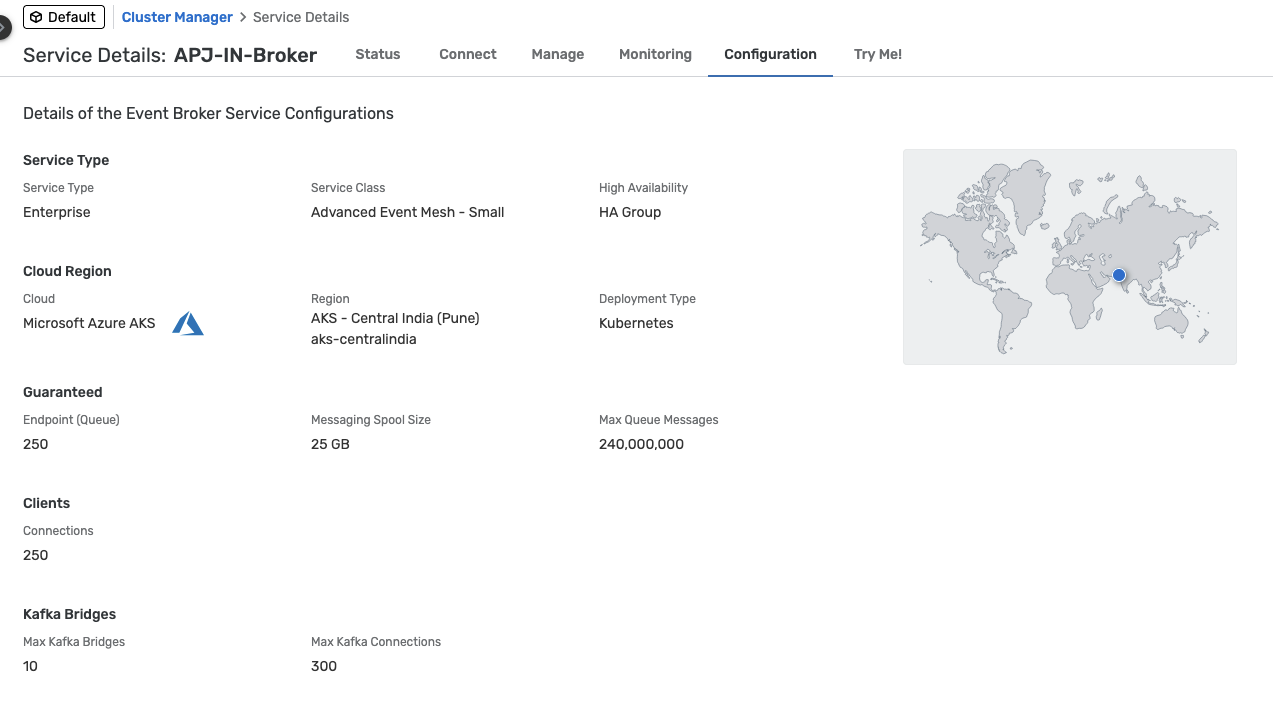 Default
Cluster Manager > Service Details
Service Details: APJ-IN-Broker
Status
Connect
Manage
Monitoring
Configuration
Try Me!
Details of the Event Broker Service Configurations
Service Type
Service Type
Service Class
High Availability
Enterprise
Advanced Event Mesh - Small
HA Group
Cloud Region
Cloud
Region
Deployment Type
Microsoft Azure AKS
AKS - Central India (Pune)
aks-centralindia
Kubernetes
Guaranteed
Endpoint (Queue)
Messaging Spool Size
Max Queue Messages
250
25 GB
240,000,000
Clients
Connections
250
Kafka Bridges
Max Kafka Bridges
Max Kafka Connections
10
300